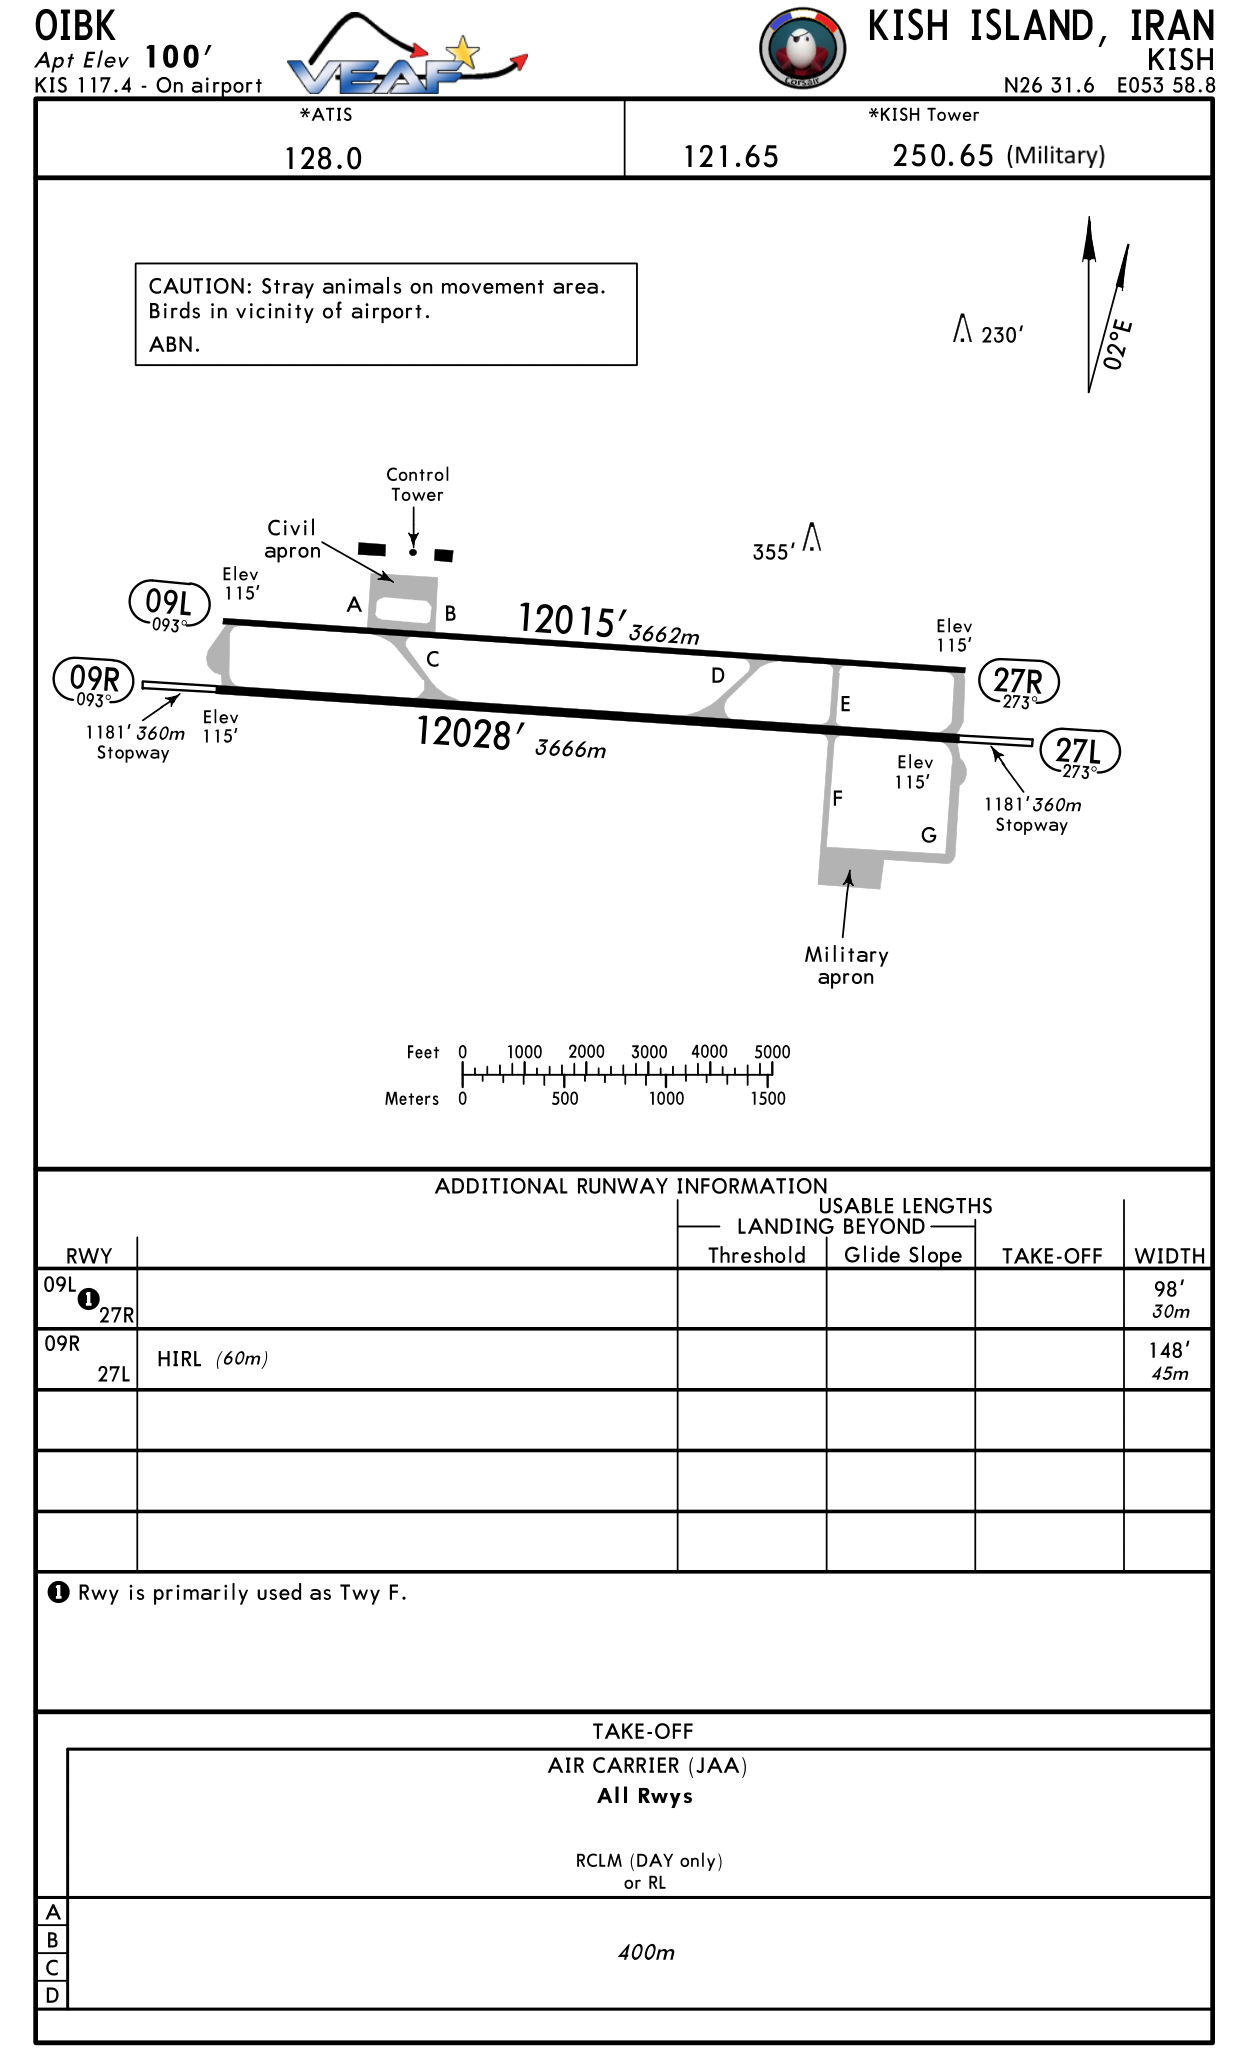 OIBK
Apt Elev 100'
KIS 117.4 - On airport
VEAF
Corsair
KISH ISLAND, IRAN
KISH
N26 31.6 E053 58.8
*ATIS
128.0
*KISH Tower
121.65 250.65 (Military)
CAUTION: Stray animals on movement area.
Birds in vicinity of airport.
ABN.
230'
02°E
Control
Tower
Civil
apron
355'
Elev
115'
09L
093°
A
B
12015' 3662m
Elev
115'
C
D
27R
273°
09R
093°
E
1181' 360m
Stopway
Elev
115'
12028' 3666m
27L
273°
Elev
115'
F
1181' 360m
Stopway
G
Military
apron
Feet 0 1000 2000 3000 4000 5000
Meters 0 500 1000 1500
ADDITIONAL RUNWAY INFORMATION
USABLE LENGTHS
LANDING BEYOND
RWY Threshold Glide Slope TAKE-OFF WIDTH
09L 98'
1
27R 30m
09R 148'
HIRL (60m)
27L 45m
1 Rwy is primarily used as Twy F.
TAKE-OFF
AIR CARRIER (JAA)
All Rwys
RCLM (DAY only)
or RL
A
B
400m
C
D